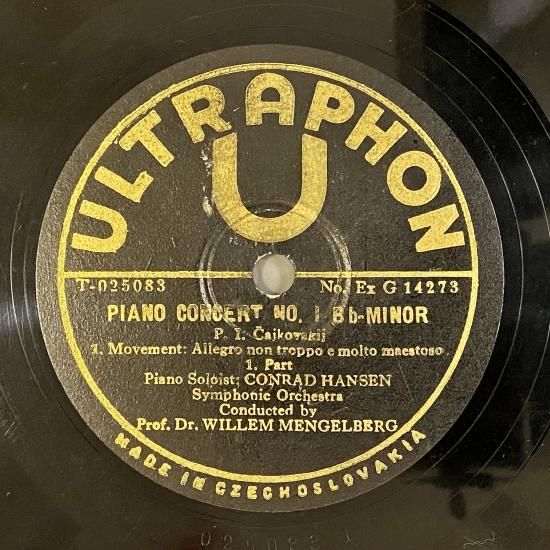 ULTRAPHON
U
T-025083 No. Ex G 14273
PIANO CONCERT NO. 1 Bb-MINOR
P. I. Čajkovskij
1. Movement: Allegro non troppo e molto maestoso
1. Part
Piano Soloist: CONRAD HANSEN
Symphonic Orchestra
Conducted by
Prof. Dr. WILLEM MENGELBERG
MADE IN CZECHOSLOVAKIA